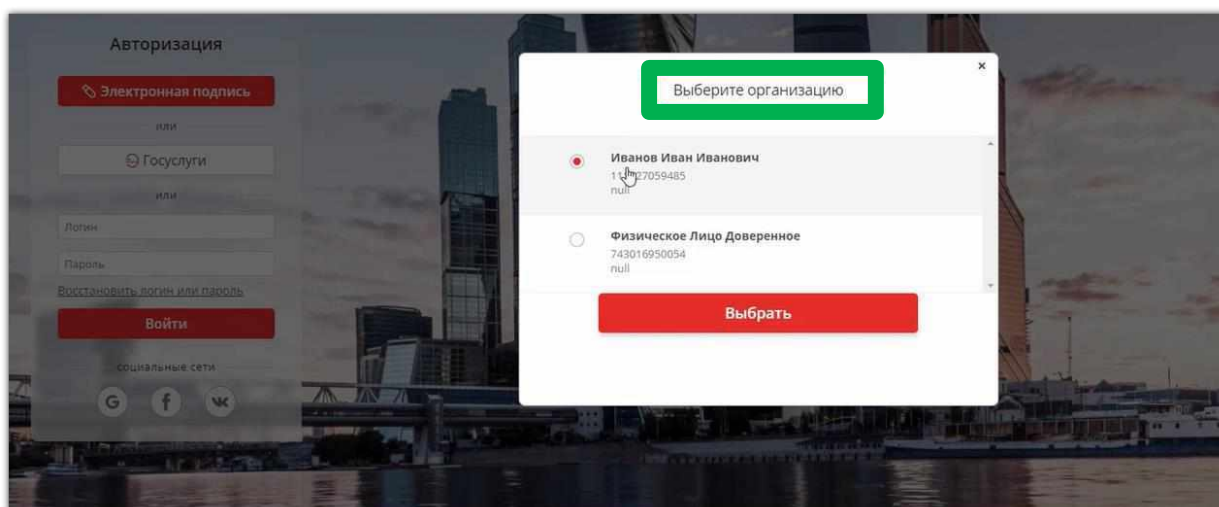 Авторизация
Электронная подпись
или
Госуслуги
или
Логин
Пароль
Восстановить логин или пароль
Войти
социальные сети
G f
Выберите организацию
×
Иванов Иван Иванович
null
Физическое Лицо Доверенное
743016950054
null
Выбрать